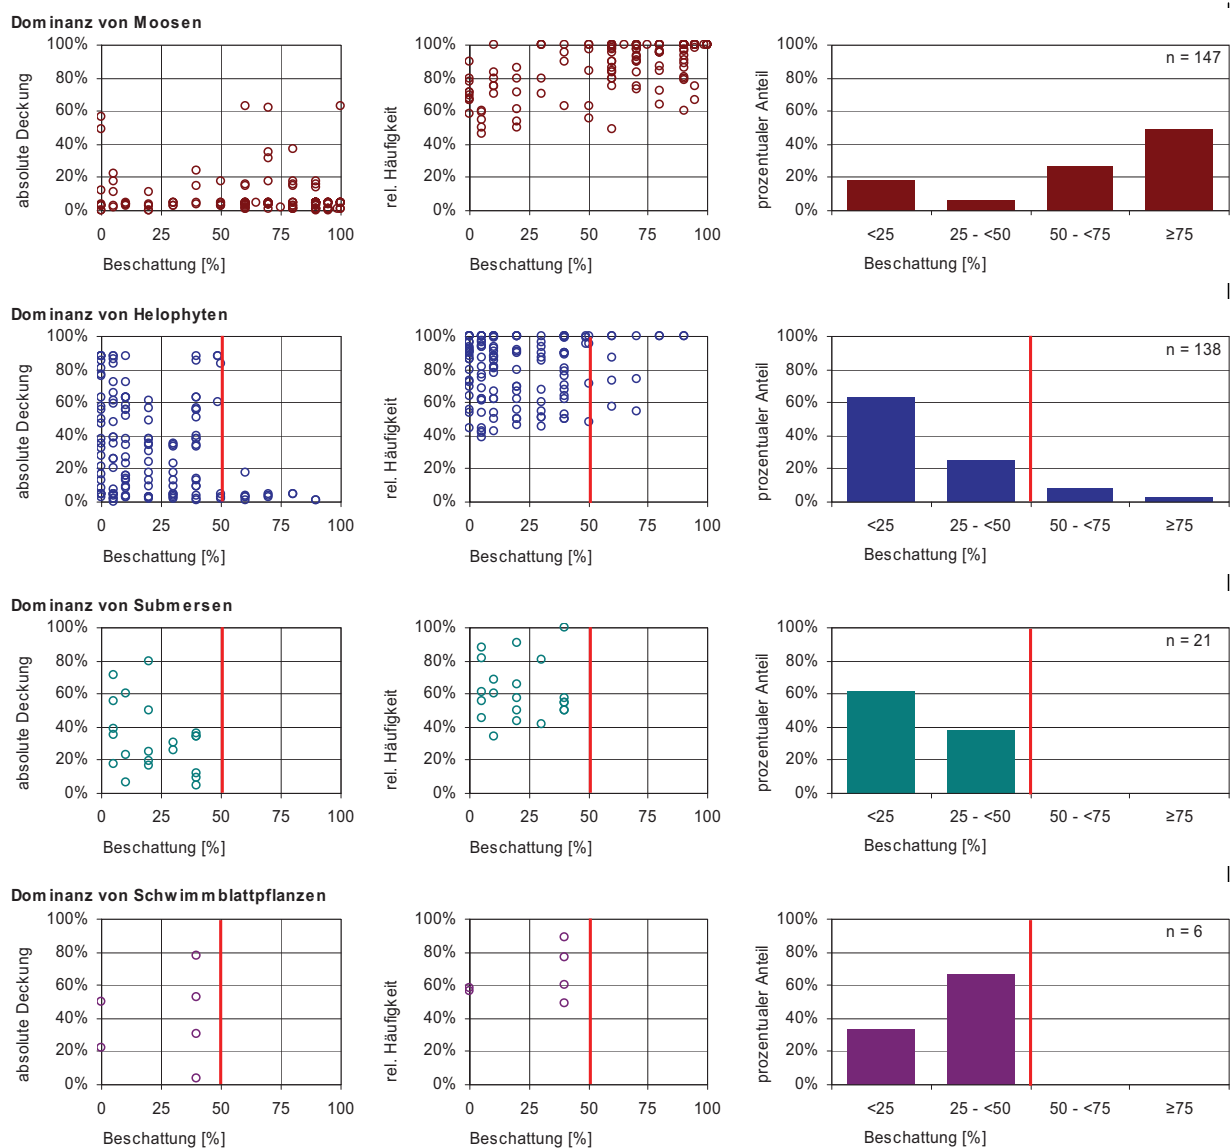 Dominanz von Moosen
absolute Deckung
100%
80%
60%
40%
20%
0%
0 25 50 75 100
Beschattung [%]
rel. Häufigkeit
100%
80%
60%
40%
20%
0%
0 25 50 75 100
Beschattung [%]
prozentualer Anteil
100%
80%
60%
40%
20%
0%
n = 147
<25 25 - <50 50 - <75 ≥75
Beschattung [%]
Dominanz von Helophyten
absolute Deckung
100%
80%
60%
40%
20%
0%
0 25 50 75 100
Beschattung [%]
rel. Häufigkeit
100%
80%
60%
40%
20%
0%
0 25 50 75 100
Beschattung [%]
prozentualer Anteil
100%
80%
60%
40%
20%
0%
n = 138
<25 25 - <50 50 - <75 ≥75
Beschattung [%]
Dominanz von Submersen
absolute Deckung
100%
80%
60%
40%
20%
0%
0 25 50 75 100
Beschattung [%]
rel. Häufigkeit
100%
80%
60%
40%
20%
0%
0 25 50 75 100
Beschattung [%]
prozentualer Anteil
100%
80%
60%
40%
20%
0%
n = 21
<25 25 - <50 50 - <75 ≥75
Beschattung [%]
Dominanz von Schwimmblattpflanzen
absolute Deckung
100%
80%
60%
40%
20%
0%
0 25 50 75 100
Beschattung [%]
rel. Häufigkeit
100%
80%
60%
40%
20%
0%
0 25 50 75 100
Beschattung [%]
prozentualer Anteil
100%
80%
60%
40%
20%
0%
n = 6
<25 25 - <50 50 - <75 ≥75
Beschattung [%]